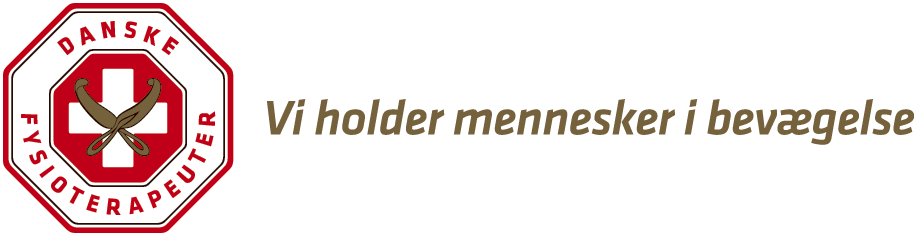 DANSKE
FYSIOTERAPEUTER
Vi holder mennesker i bevægelse